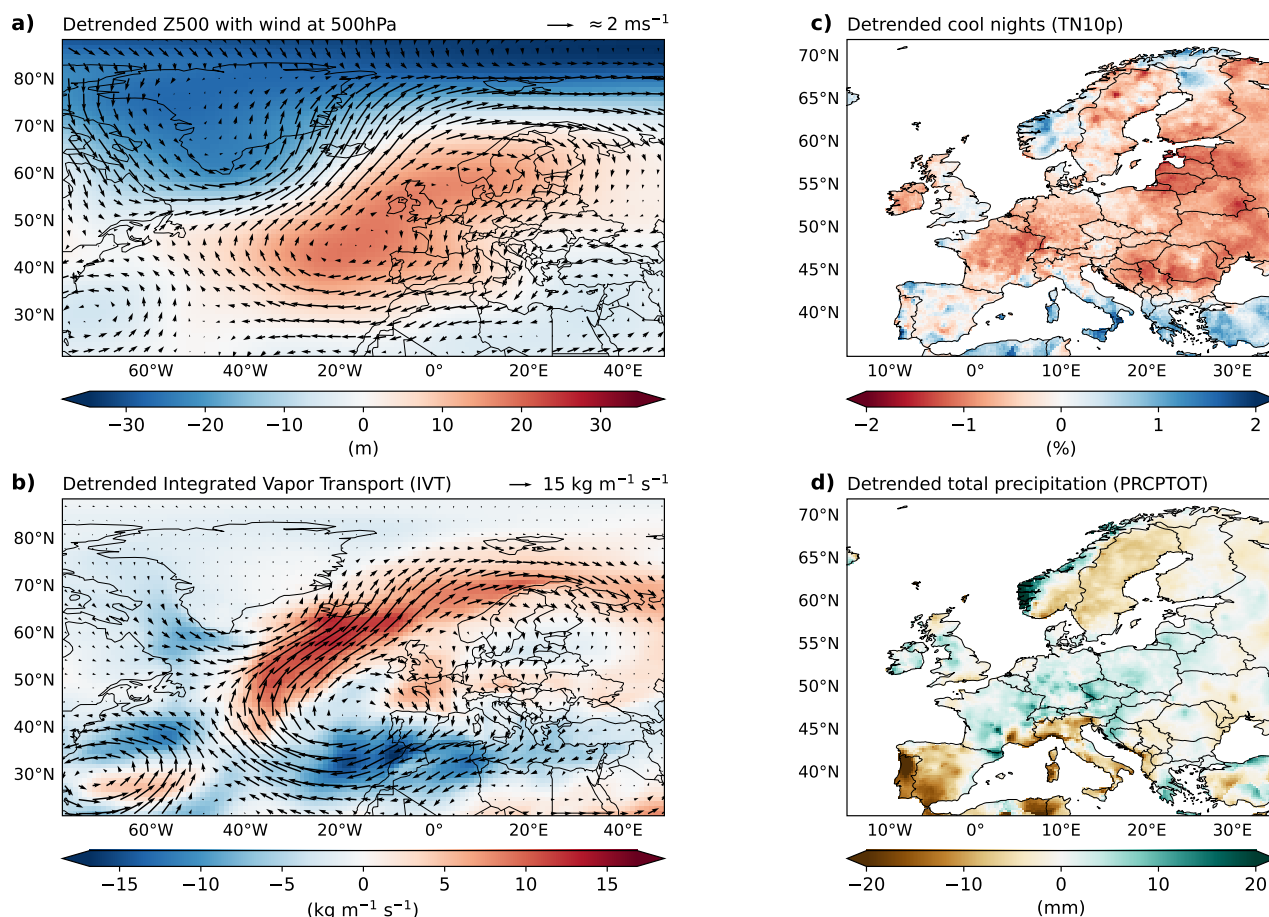 a) Detrended Z500 with wind at 500hPa ≈ 2 ms⁻¹
80°N
70°N
60°N
50°N
40°N
30°N
60°W 40°W 20°W 0° 20°E 40°E
−30 −20 −10 0 10 20 30
(m)
c) Detrended cool nights (TN10p)
70°N
65°N
60°N
55°N
50°N
45°N
40°N
10°W 0° 10°E 20°E 30°E
−2 −1 0 1 2
(%)
b) Detrended Integrated Vapor Transport (IVT) 15 kg m⁻¹ s⁻¹
80°N
70°N
60°N
50°N
40°N
30°N
60°W 40°W 20°W 0° 20°E 40°E
−15 −10 −5 0 5 10 15
(kg m⁻¹ s⁻¹)
d) Detrended total precipitation (PRCPTOT)
70°N
65°N
60°N
55°N
50°N
45°N
40°N
10°W 0° 10°E 20°E 30°E
−20 −10 0 10 20
(mm)